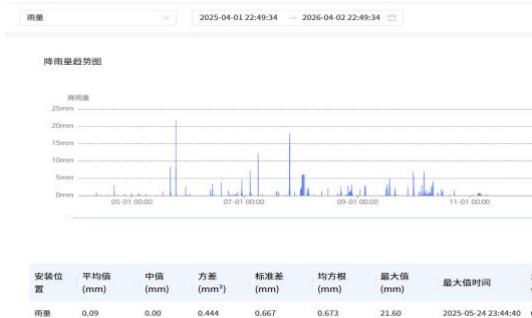 雨量 2025-04-01 22:49:34 → 2026-04-02 22:49:34
降雨量趋势图
降雨量
25mm
20mm
15mm
10mm
5mm
0mm
05-01 00:00 07-01 00:00 09-01 00:00 11-01 00:00
安装位置 平均值(mm) 中值(mm) 方差(mm²) 标准差(mm) 均方根(mm) 最大值(mm) 最大值时间
雨量 0.09 0.00 0.444 0.667 0.673 21.60 2025-05-24 23:44:40